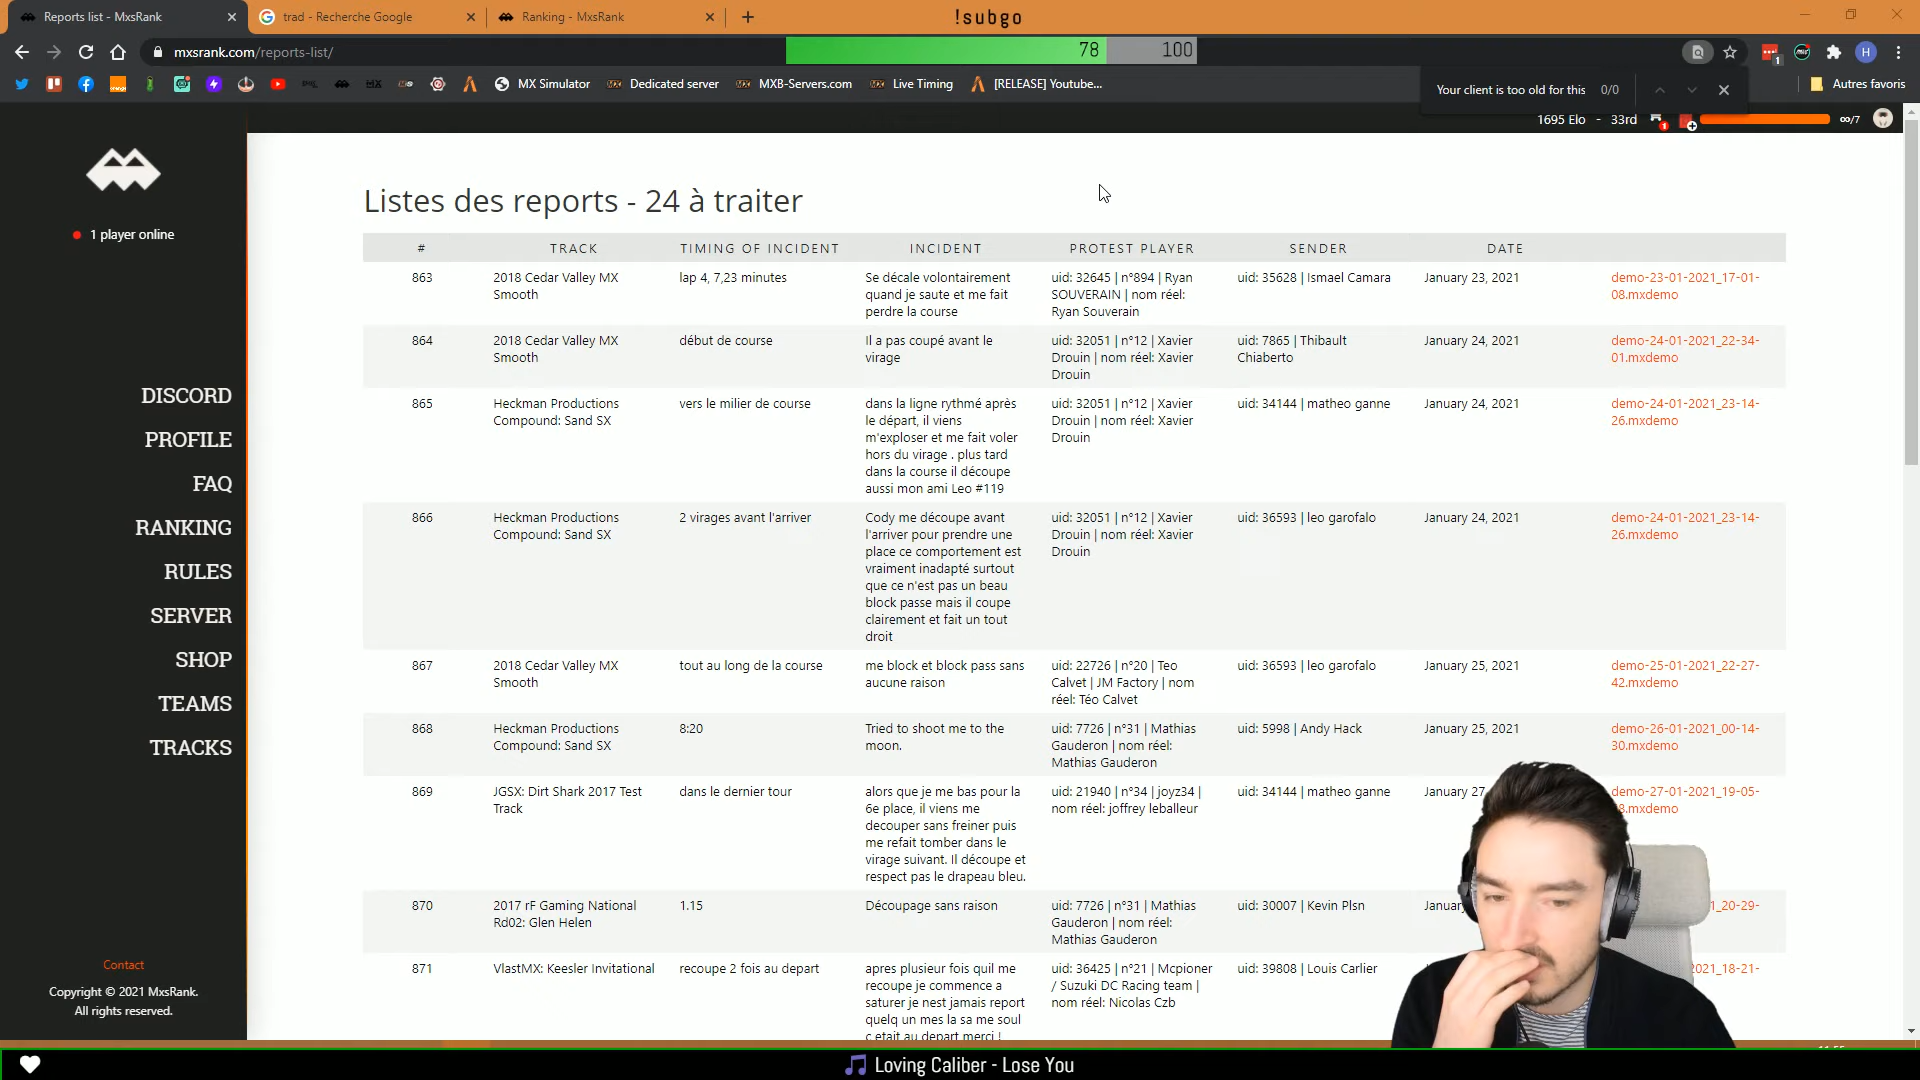 Reports list - MxsRank
trad - Recherche Google
Ranking - MxsRank
!subgo
mxsrank.com/reports-list/
78
100
H
1
MX Simulator
Dedicated server
MXB-Servers.com
Live Timing
[RELEASE] Youtube...
Autres favoris
Your client is too old for this
0/0
1695 Elo - 33rd
1
∞/7
1 player online
DISCORD
PROFILE
FAQ
RANKING
RULES
SERVER
SHOP
TEAMS
TRACKS
Contact
Copyright © 2021 MxsRank.
All rights reserved.
Listes des reports - 24 à traiter
# TRACK TIMING OF INCIDENT INCIDENT PROTEST PLAYER SENDER DATE
863
2018 Cedar Valley MX
Smooth
lap 4, 7,23 minutes
Se décale volontairement
quand je saute et me fait
perdre la course
uid: 32645 | n°894 | Ryan
SOUVERAIN | nom réel:
Ryan Souverain
uid: 35628 | Ismael Camara
January 23, 2021
demo-23-01-2021_17-01-
08.mxdemo
864
2018 Cedar Valley MX
Smooth
début de course
Il a pas coupé avant le
virage
uid: 32051 | n°12 | Xavier
Drouin | nom réel: Xavier
Drouin
uid: 7865 | Thibault
Chiaberto
January 24, 2021
demo-24-01-2021_22-34-
01.mxdemo
865
Heckman Productions
Compound: Sand SX
vers le milier de course
dans la ligne rythmé après
le départ, il viens
m'exploser et me fait voler
hors du virage . plus tard
dans la course il découpe
aussi mon ami Leo #119
uid: 32051 | n°12 | Xavier
Drouin | nom réel: Xavier
Drouin
uid: 34144 | matheo ganne
January 24, 2021
demo-24-01-2021_23-14-
26.mxdemo
866
Heckman Productions
Compound: Sand SX
2 virages avant l'arriver
Cody me découpe avant
l'arriver pour prendre une
place ce comportement est
vraiment inadapté surtout
que ce n'est pas un beau
block passe mais il coupe
clairement et fait un tout
droit
uid: 32051 | n°12 | Xavier
Drouin | nom réel: Xavier
Drouin
uid: 36593 | leo garofalo
January 24, 2021
demo-24-01-2021_23-14-
26.mxdemo
867
2018 Cedar Valley MX
Smooth
tout au long de la course
me block et block pass sans
aucune raison
uid: 22726 | n°20 | Teo
Calvet | JM Factory | nom
réel: Téo Calvet
uid: 36593 | leo garofalo
January 25, 2021
demo-25-01-2021_22-27-
42.mxdemo
868
Heckman Productions
Compound: Sand SX
8:20
Tried to shoot me to the
moon.
uid: 7726 | n°31 | Mathias
Gauderon | nom réel:
Mathias Gauderon
uid: 5998 | Andy Hack
January 25, 2021
demo-26-01-2021_00-14-
30.mxdemo
869
JGSX: Dirt Shark 2017 Test
Track
dans le dernier tour
alors que je me bas pour la
6e place, il viens me
decouper sans freiner puis
me refait tomber dans le
virage suivant. Il découpe et
respect pas le drapeau bleu.
uid: 21940 | n°34 | joyz34 |
nom réel: joffrey leballeur
uid: 34144 | matheo ganne
January 27
demo-27-01-2021_19-05-
8.mxdemo
870
2017 rF Gaming National
Rd02: Glen Helen
1.15
Découpage sans raison
uid: 7726 | n°31 | Mathias
Gauderon | nom réel:
Mathias Gauderon
uid: 30007 | Kevin Plsn
1_20-29-
871
VlastMX: Keesler Invitational
recoupe 2 fois au depart
apres plusieur fois quil me
recoupe je commence a
saturer je nest jamais report
quelq un mes la sa me soul
c etait au depart merci !
uid: 36425 | n°21 | Mcpioner
/ Suzuki DC Racing team |
nom réel: Nicolas Czb
uid: 39808 | Louis Carlier
_2021_18-21-
Loving Caliber - Lose You